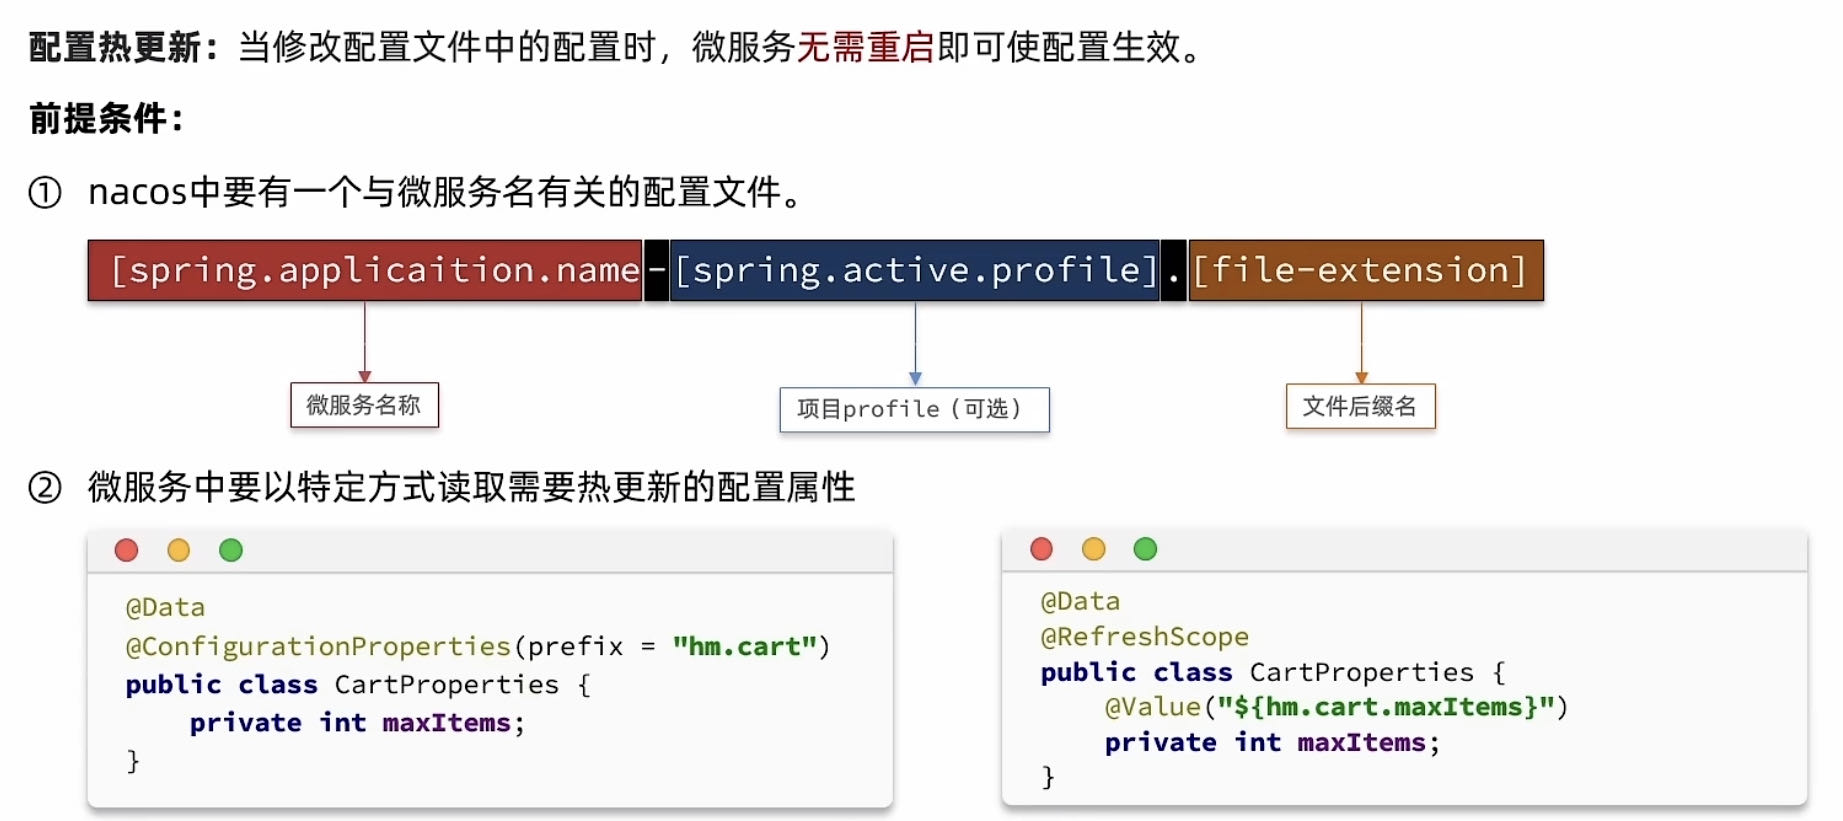 配置热更新：当修改配置文件中的配置时，微服务无需重启即可使配置生效。
前提条件：
① nacos中要有一个与微服务名有关的配置文件。
[spring.applicaition.name-[spring.active.profile].[file-extension]
微服务名称 项目profile（可选） 文件后缀名
② 微服务中要以特定方式读取需要热更新的配置属性
@Data
@ConfigurationProperties(prefix = "hm.cart")
public class CartProperties {
    private int maxItems;
}
@Data
@RefreshScope
public class CartProperties {
    @Value("${hm.cart.maxItems}")
    private int maxItems;
}